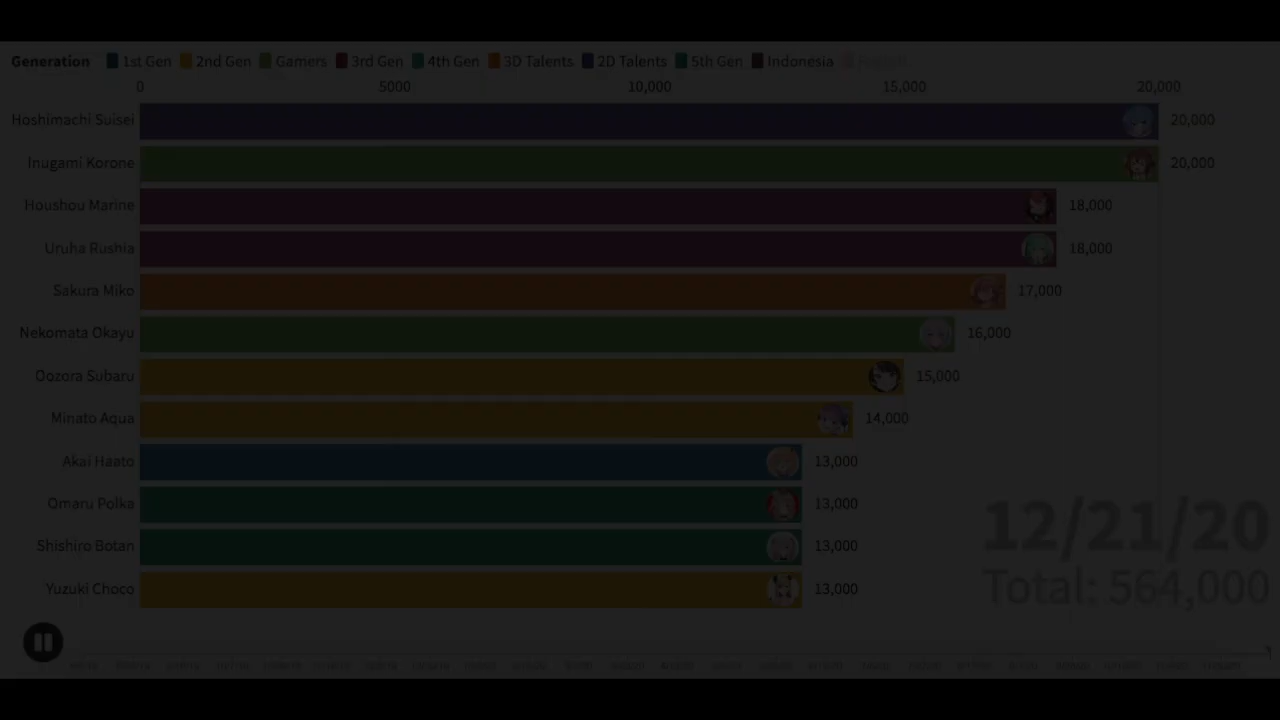 Generation 1st Gen 2nd Gen Gamers 3rd Gen 4th Gen 3D Talents 2D Talents 5th Gen Indonesia English
0 5000 10,000 15,000 20,000
Hoshimachi Suisei 20,000
Inugami Korone 20,000
Houshou Marine 18,000
Uruha Rushia 18,000
Sakura Miko 17,000
Nekomata Okayu 16,000
Oozora Subaru 15,000
Minato Aqua 14,000
Akai Haato 13,000
Omaru Polka 13,000
Shishiro Botan 13,000
Yuzuki Choco 13,000
12/21/20
Total: 564,000